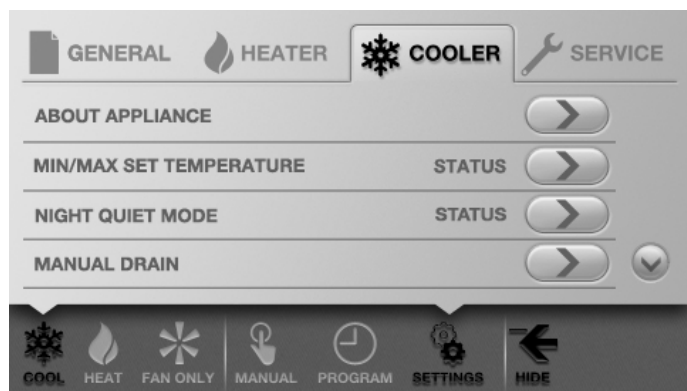 GENERAL HEATER COOLER SERVICE
ABOUT APPLIANCE
MIN/MAX SET TEMPERATURE STATUS
NIGHT QUIET MODE STATUS
MANUAL DRAIN
COOL HEAT FAN ONLY MANUAL PROGRAM SETTINGS HIDE